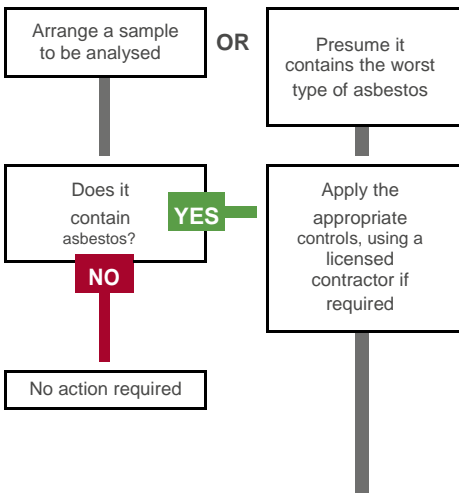 Arrange a sample
to be analysed
OR
Presume it
contains the worst
type of asbestos
Does it
contain
asbestos?
YES
NO
Apply the
appropriate
controls, using a
licensed
contractor if
required
No action required